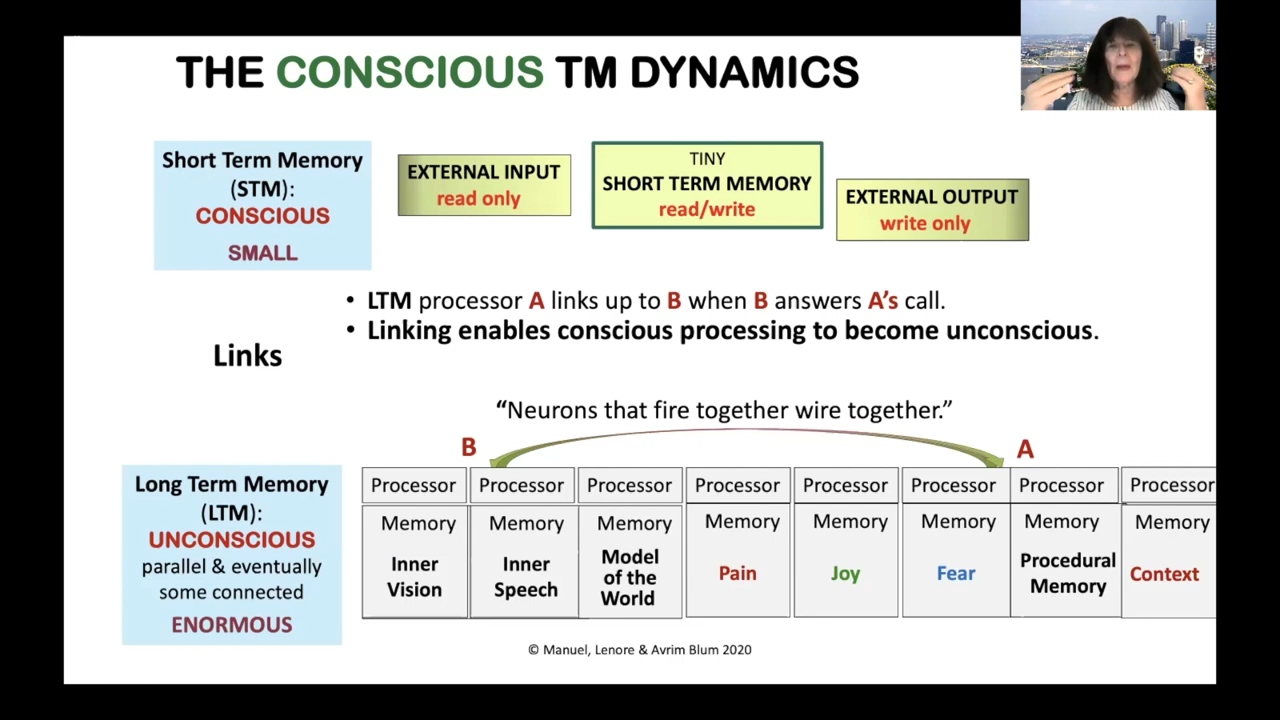 THE CONSCIOUS TM DYNAMICS
Short Term Memory
(STM):
CONSCIOUS
SMALL
EXTERNAL INPUT
read only
TINY
SHORT TERM MEMORY
read/write
EXTERNAL OUTPUT
write only
• LTM processor A links up to B when B answers A's call.
• Linking enables conscious processing to become unconscious.
Links
“Neurons that fire together wire together.”
B
A
Long Term Memory
(LTM):
UNCONSCIOUS
parallel & eventually
some connected
ENORMOUS
Processor
Memory
Inner
Vision
Processor
Memory
Inner
Speech
Processor
Memory
Model
of the
World
Processor
Memory
Pain
Processor
Memory
Joy
Processor
Memory
Fear
Processor
Memory
Procedural
Memory
Processor
Memory
Context
© Manuel, Lenore & Avrim Blum 2020